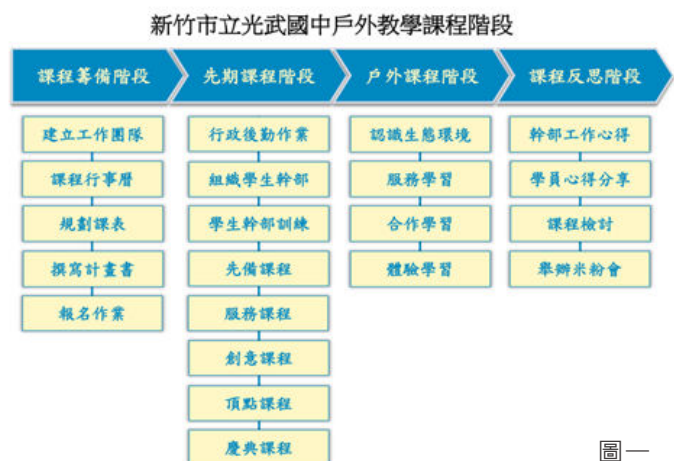 新竹市立光武國中戶外教學課程階段
課程籌備階段
先期課程階段
戶外課程階段
課程反思階段
建立工作團隊
課程行事曆
規劃課表
撰寫計畫書
報名作業
行政後勤作業
組織學生幹部
學生幹部訓練
先備課程
服務課程
創意課程
頂點課程
慶典課程
認識生態環境
服務學習
合作學習
體驗學習
幹部工作心得
學員心得分享
課程檢討
舉辦米粉會
圖一